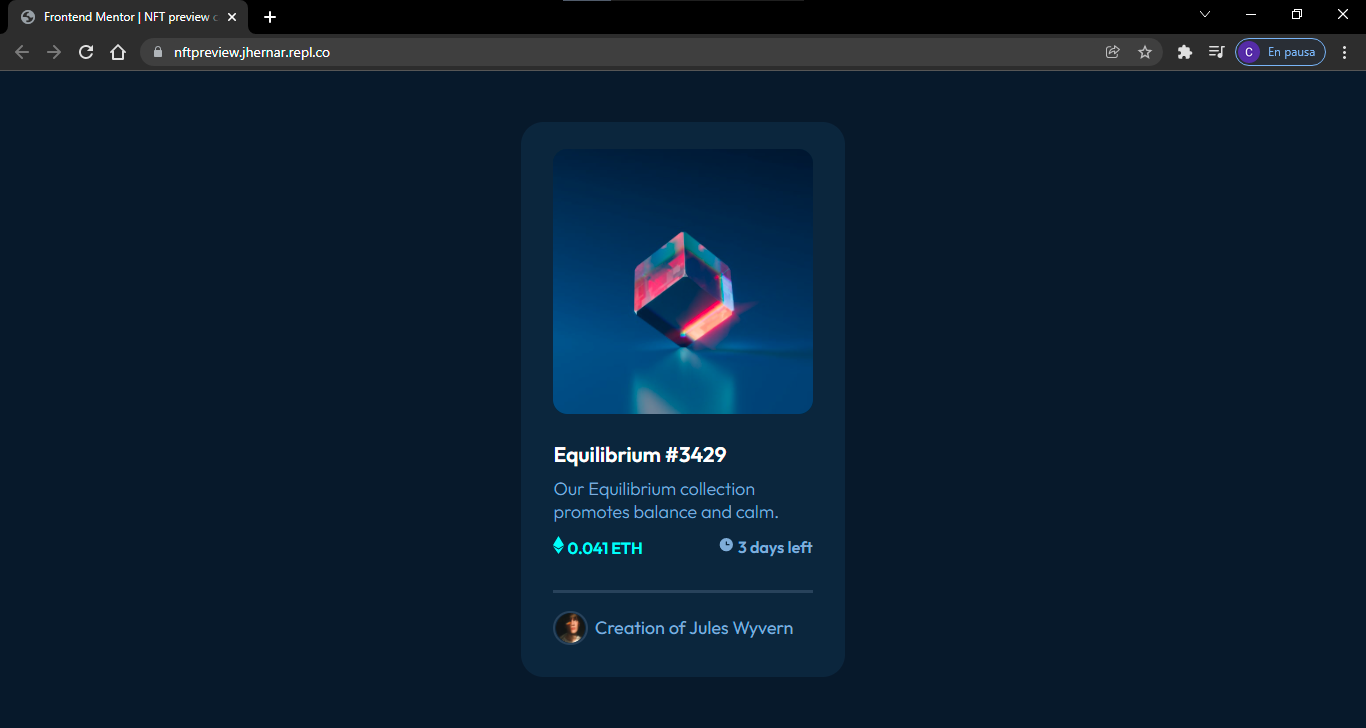 Frontend Mentor | NFT preview c
nftpreview.jhernar.repl.co
C
En pausa
Equilibrium #3429
Our Equilibrium collection
promotes balance and calm.
0.041 ETH
3 days left
Creation of Jules Wyvern